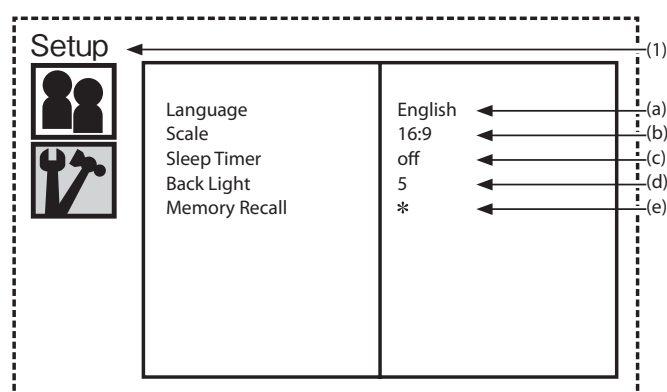 Setup
(1)
Language English (a)
Scale 16:9 (b)
Sleep Timer off (c)
Back Light 5 (d)
Memory Recall * (e)